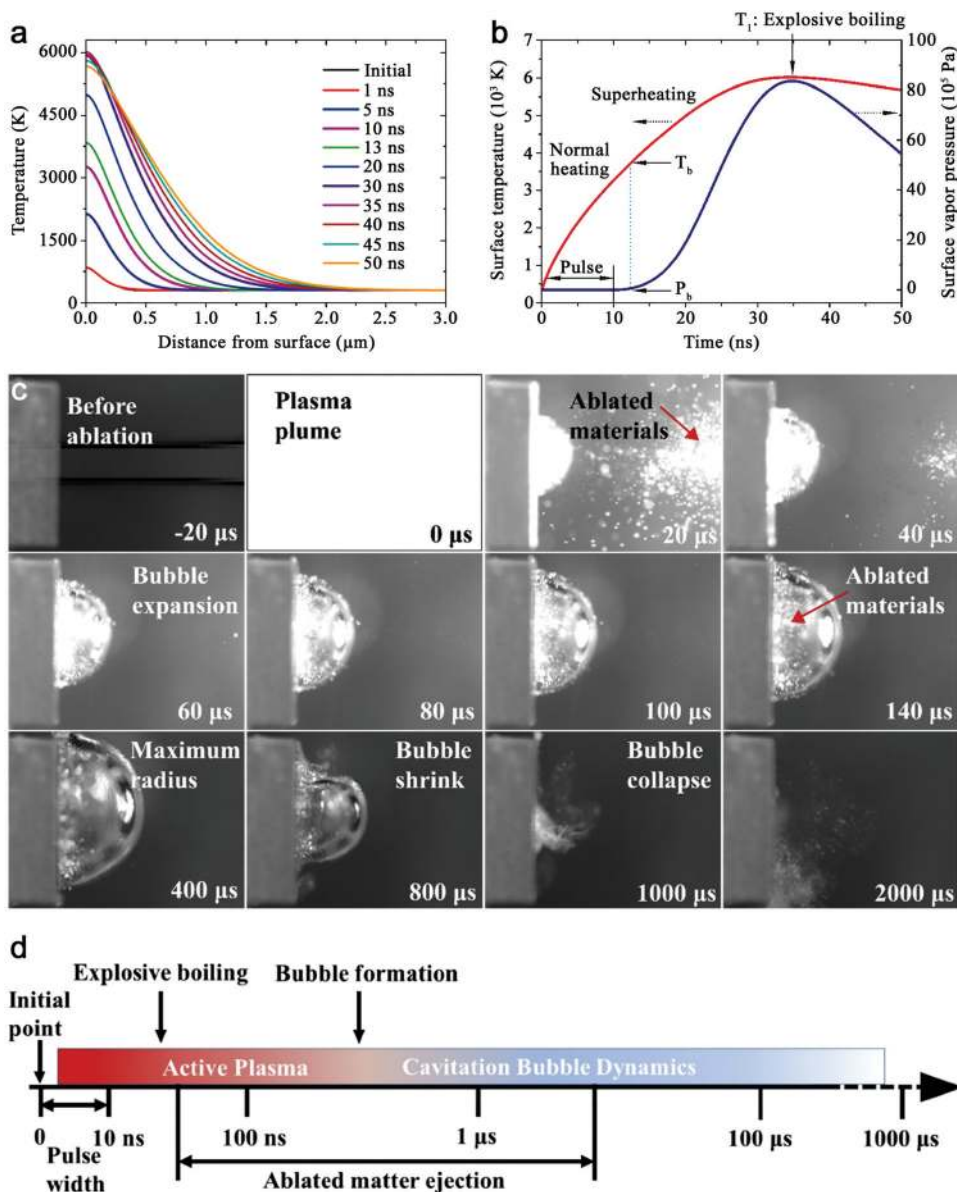 a
Temperature (K)
6000
4500
3000
1500
0
Initial
1 ns
5 ns
10 ns
13 ns
20 ns
30 ns
35 ns
40 ns
45 ns
50 ns
0.0 0.5 1.0 1.5 2.0 2.5 3.0
Distance from surface (μm)
b
T₁: Explosive boiling
Surface temperature (10³ K)
7
6
5
4
3
2
1
0
Superheating
Normal
heating
T_b
Pulse
P_b
100
80
60
40
20
0
Surface vapor pressure (10⁵ Pa)
0 10 20 30 40 50
Time (ns)
c
Before
ablation
-20 μs
Plasma
plume
0 μs
Ablated
materials
20 μs
40 μs
Bubble
expansion
60 μs
80 μs
100 μs
Ablated
materials
140 μs
Maximum
radius
400 μs
Bubble
shrink
800 μs
Bubble
collapse
1000 μs
2000 μs
d
Explosive boiling
Bubble formation
Initial
point
Active Plasma
Cavitation Bubble Dynamics
0 10 ns 100 ns 1 μs 100 μs 1000 μs
Pulse
width
Ablated matter ejection